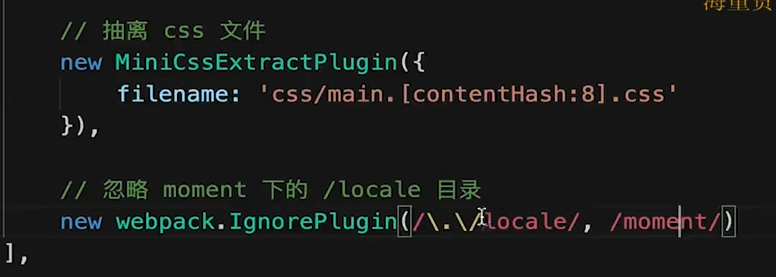 海量资
// 抽离 css 文件
new MiniCssExtractPlugin({
filename: 'css/main.[contentHash:8].css'
}),
// 忽略 moment 下的 /locale 目录
new webpack.IgnorePlugin(/\.\/locale/, /moment/)
],